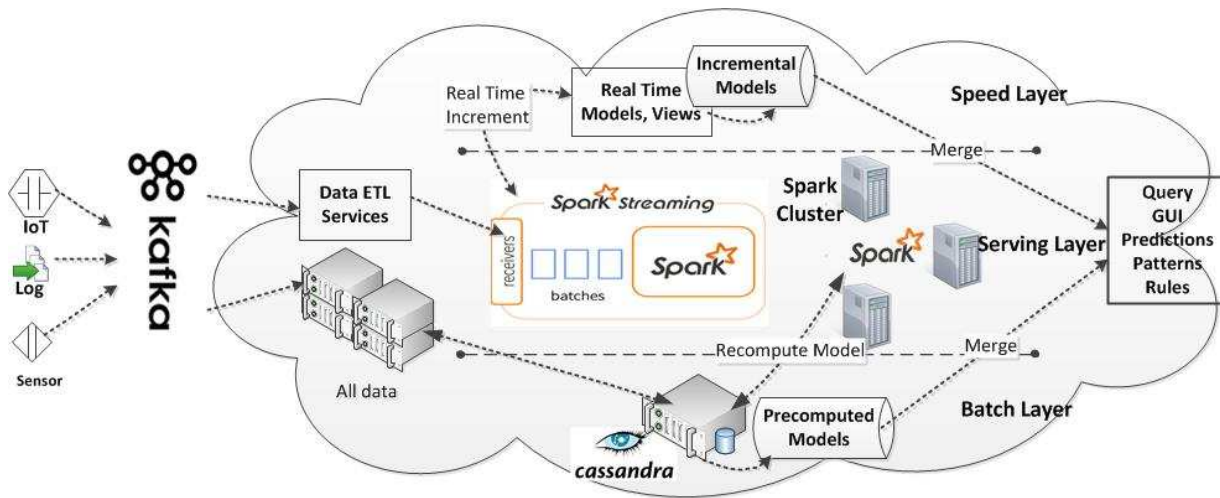 Incremental
Models
Real Time
Models, Views
Real Time
Increment
Speed Layer
Merge
IoT
Log
Sensor
kafka
Data ETL
Services
All data
Spark Streaming
receivers
batches
Spark
Spark
Cluster
Spark
Serving Layer
Query
GUI
Predictions
Patterns
Rules
Recompute Model
Merge
Batch Layer
Precomputed
Models
cassandra